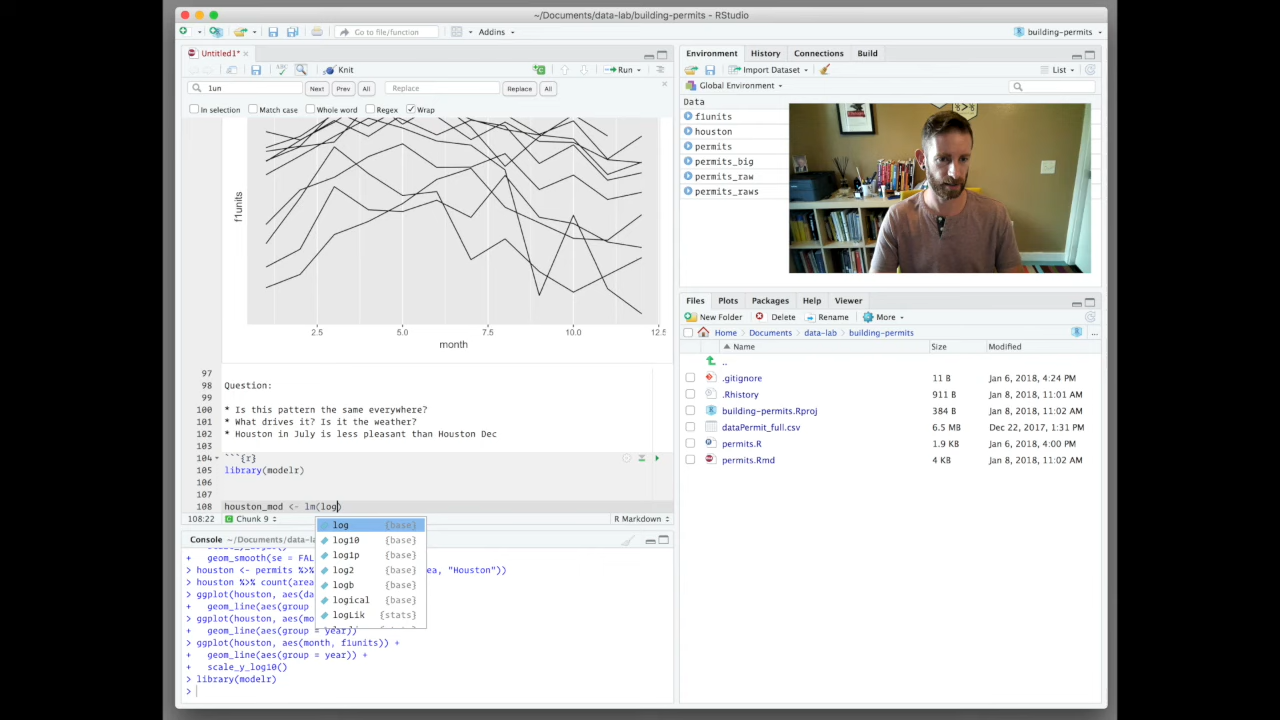 ~/Documents/data-lab/building-permits - RStudio
Go to file/function
Addins
building-permits
Untitled1*
Knit
Run
1un
Next
Prev
All
Replace
Replace
All
In selection
Match case
Whole word
Regex
Wrap
f1units
2.5
5.0
7.5
10.0
12.5
month
97
98 Question:
99
100 * Is this pattern the same everywhere?
101 * What drives it? Is it the weather?
102 * Houston in July is less pleasant than Houston Dec
103
104 ```{r}
105 library(modelr)
106
107
108 houston_mod <- lm(log)
108:22
Chunk 9
R Markdown
log {base}
log10 {base}
log1p {base}
log2 {base}
logb {base}
logical {base}
logLik {stats}
Console ~/Documents/data-la
+ geom_smooth(se = FAL
> houston <- permits %>% ea, "Houston"))
> houston %>% count(area
> ggplot(houston, aes(da
+ geom_line(aes(group
> ggplot(houston, aes(mo
+ geom_line(aes(group = year))
> ggplot(houston, aes(month, f1units)) +
+ geom_line(aes(group = year)) +
+ scale_y_log10()
> library(modelr)
>
Environment
History
Connections
Build
Import Dataset
List
Global Environment
Data
f1units
houston
permits
permits_big
permits_raw
permits_raws
%>%
Files
Plots
Packages
Help
Viewer
New Folder
Delete
Rename
More
Home
Documents
data-lab
building-permits
...
Name
Size
Modified
..
.gitignore 11 B Jan 6, 2018, 4:24 PM
.Rhistory 911 B Jan 8, 2018, 11:01 AM
building-permits.Rproj 384 B Jan 8, 2018, 11:02 AM
dataPermit_full.csv 6.5 MB Dec 22, 2017, 1:31 PM
permits.R 1.9 KB Jan 6, 2018, 4:00 PM
permits.Rmd 4 KB Jan 8, 2018, 11:02 AM